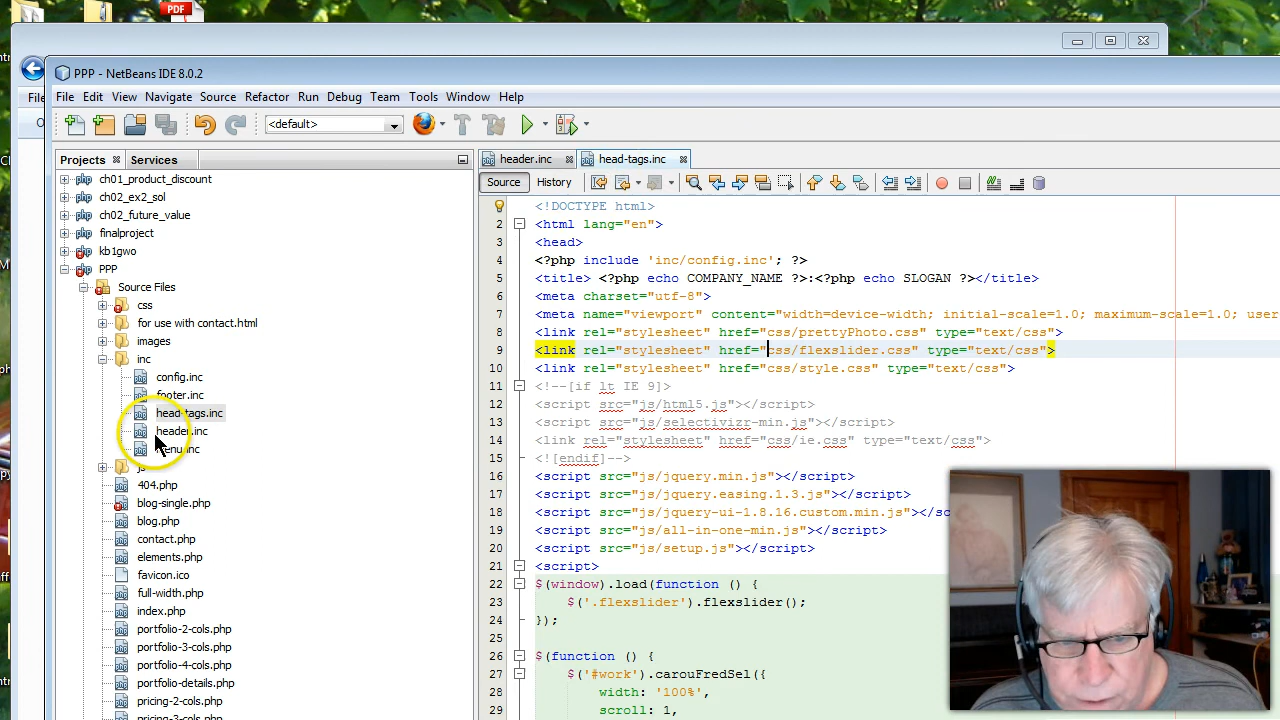 PDF
PPP - NetBeans IDE 8.0.2
File
File Edit View Navigate Source Refactor Run Debug Team Tools Window Help
<default>
Projects Services
header.inc head-tags.inc
Source History
ch01_product_discount
ch02_ex2_sol
ch02_future_value
finalproject
kb1gwo
PPP
Source Files
css
for use with contact.html
images
inc
config.inc
footer.inc
head-tags.inc
header.inc
menu.inc
js
404.php
blog-single.php
blog.php
contact.php
elements.php
favicon.ico
full-width.php
index.php
portfolio-2-cols.php
portfolio-3-cols.php
portfolio-4-cols.php
portfolio-details.php
pricing-2-cols.php
pricing-3-cols.php
<!DOCTYPE html>
2 <html lang="en">
3 <head>
4 <?php include 'inc/config.inc'; ?>
5 <title> <?php echo COMPANY_NAME ?>:<?php echo SLOGAN ?></title>
6 <meta charset="utf-8">
7 <meta name="viewport" content="width=device-width; initial-scale=1.0; maximum-scale=1.0; user
8 <link rel="stylesheet" href="css/prettyPhoto.css" type="text/css">
9 <link rel="stylesheet" href="css/flexslider.css" type="text/css">
10 <link rel="stylesheet" href="css/style.css" type="text/css">
11 <!--[if lt IE 9]>
12 <script src="js/html5.js"></script>
13 <script src="js/selectivizr-min.js"></script>
14 <link rel="stylesheet" href="css/ie.css" type="text/css">
15 <![endif]-->
16 <script src="js/jquery.min.js"></script>
17 <script src="js/jquery.easing.1.3.js"></script>
18 <script src="js/jquery-ui-1.8.16.custom.min.js"></sc
19 <script src="js/all-in-one-min.js"></script>
20 <script src="js/setup.js"></script>
21 <script>
22 $(window).load(function () {
23 $('.flexslider').flexslider();
24 });
25
26 $(function () {
27 $('#work').carouFredSel({
28 width: '100%',
29 scroll: 1,